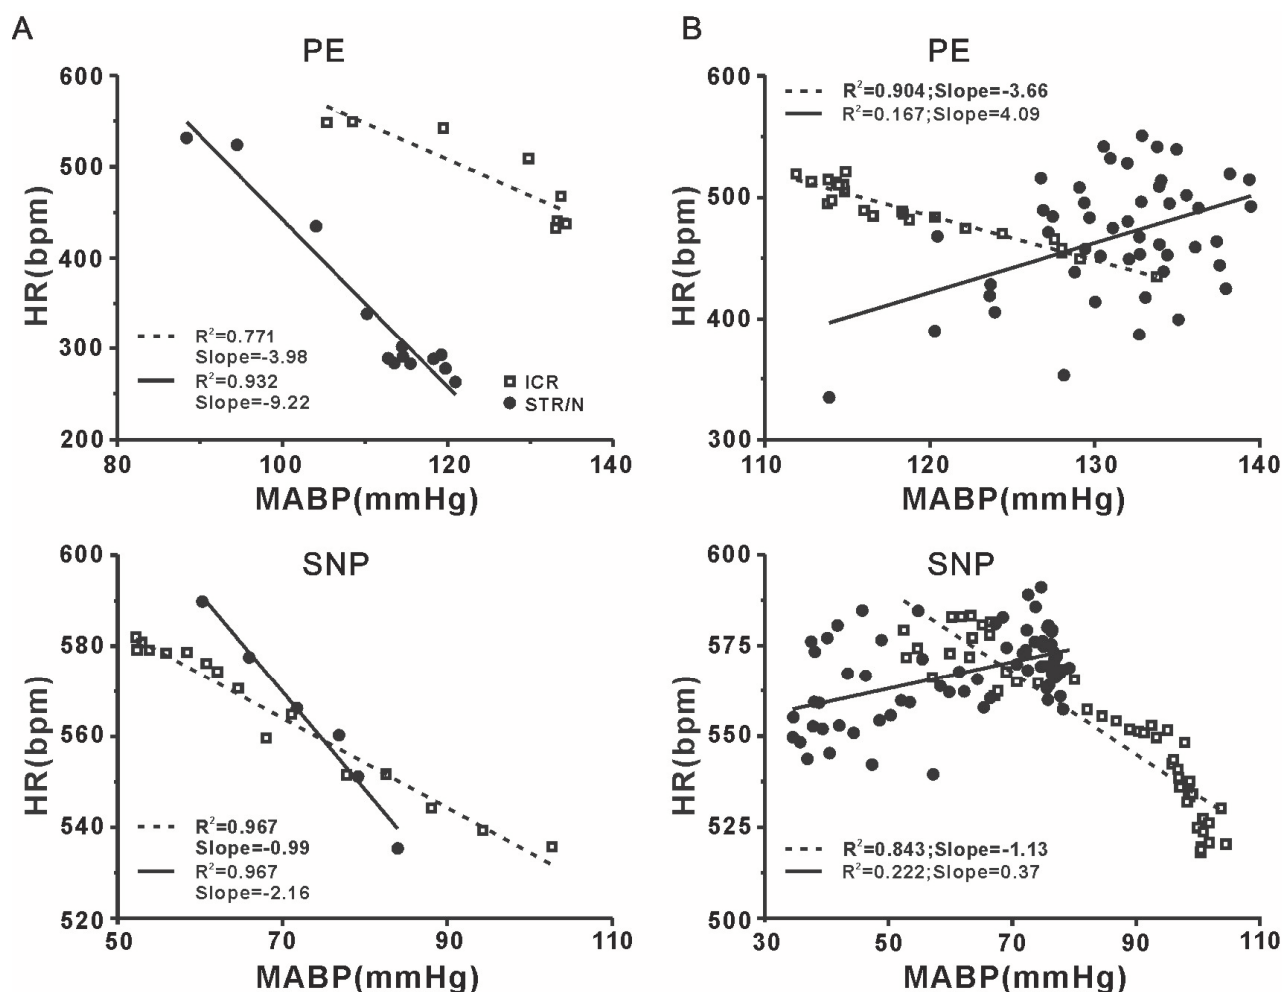 A
PE
600
500
400
300
200
HR(bpm)
R²=0.771
Slope=-3.98
R²=0.932
Slope=-9.22
ICR
STR/N
80
100
120
140
MABP(mmHg)
B
PE
600
500
400
300
HR(bpm)
R²=0.904;Slope=-3.66
R²=0.167;Slope=4.09
110
120
130
140
MABP(mmHg)
SNP
600
580
560
540
520
HR(bpm)
R²=0.967
Slope=-0.99
R²=0.967
Slope=-2.16
50
70
90
110
MABP(mmHg)
SNP
600
575
550
525
500
HR(bpm)
R²=0.843;Slope=-1.13
R²=0.222;Slope=0.37
30
50
70
90
110
MABP(mmHg)